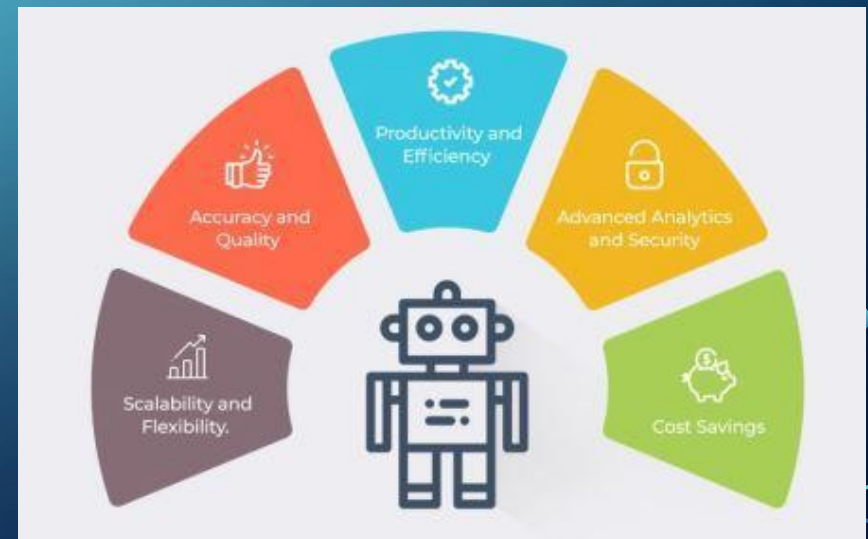 Productivity and
Efficiency
Accuracy and
Quality
Advanced Analytics
and Security
Scalability and
Flexibility.
Cost Savings
$